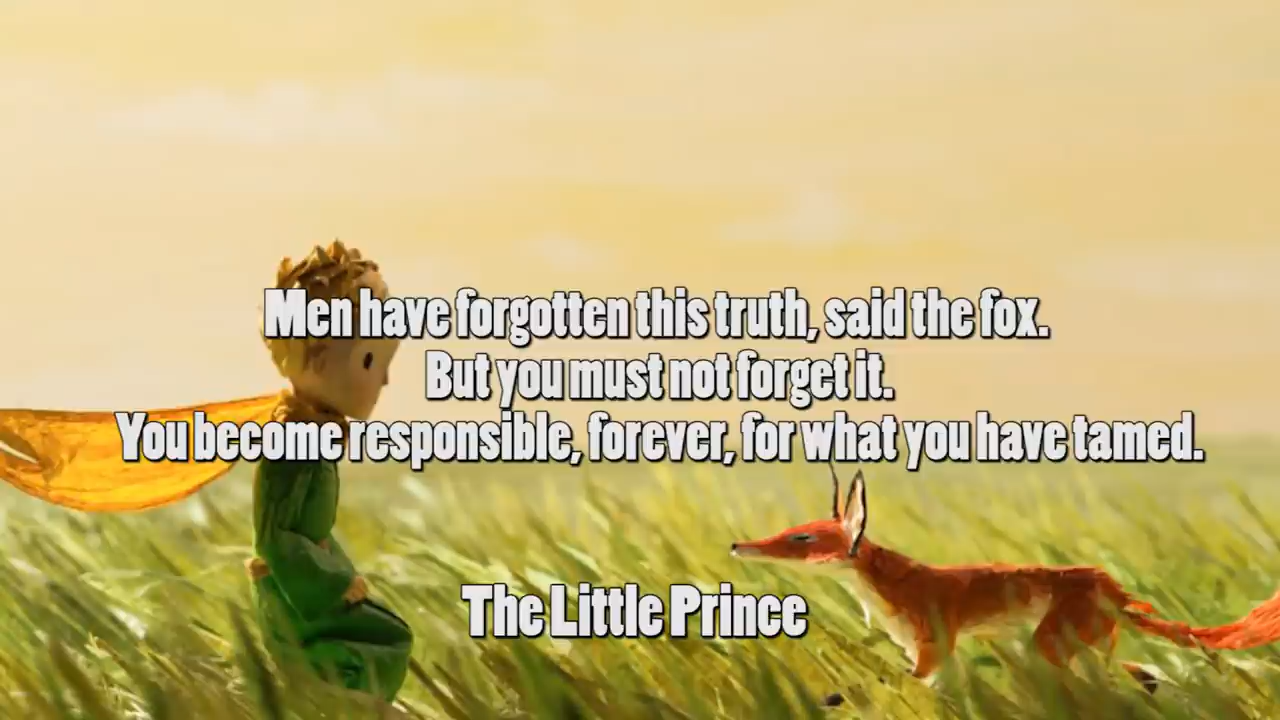 Men have forgotten this truth, said the fox.
But you must not forget it.
You become responsible, forever, for what you have tamed.
The Little Prince